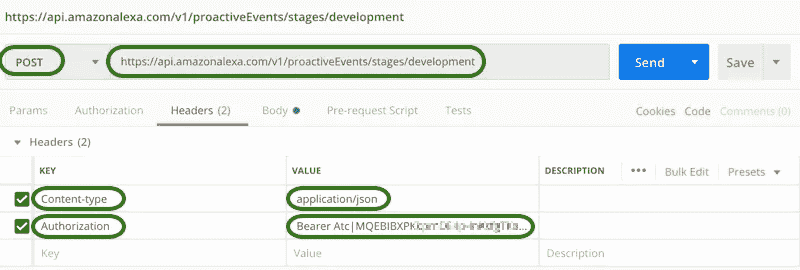 https://api.amazonalexa.com/v1/proactiveEvents/stages/development
POST https://api.amazonalexa.com/v1/proactiveEvents/stages/development Send Save
Params Authorization Headers (2) Body Pre-request Script Tests Cookies Code Comments (0)
Headers (2)
KEY VALUE DESCRIPTION ••• Bulk Edit Presets
Content-type application/json
Authorization Bearer Atc|MQEBIBXP
Key Value Description